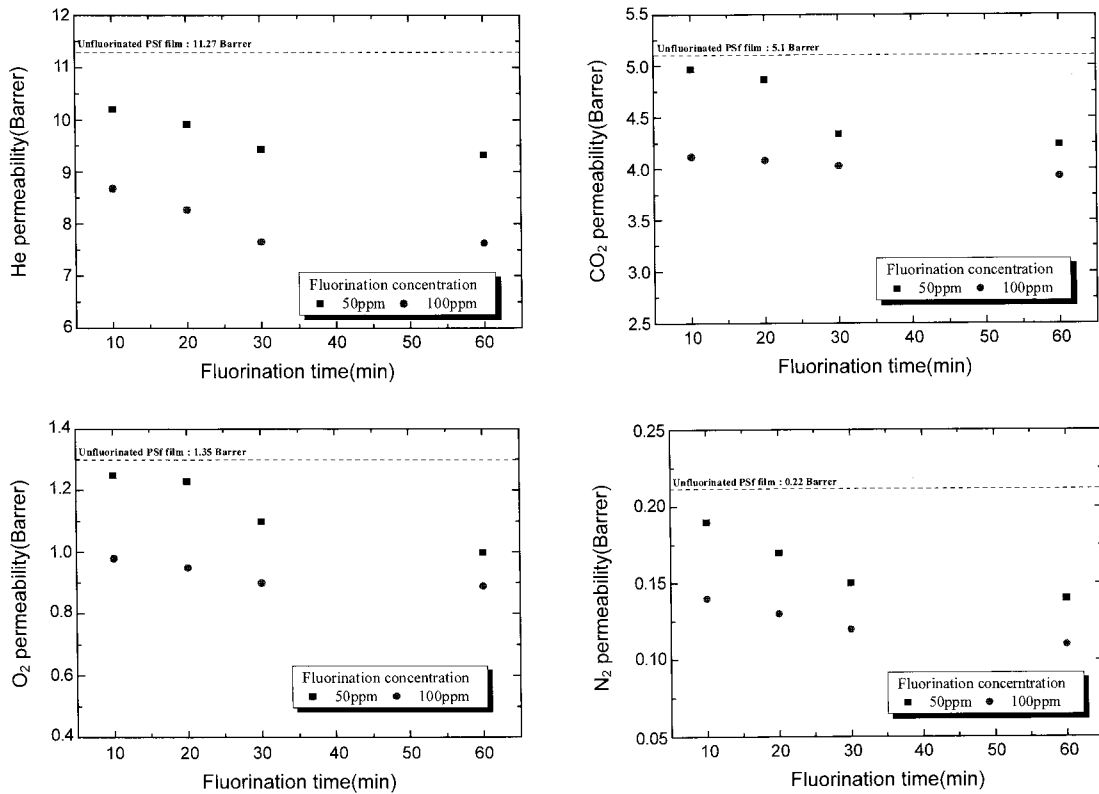 Unfluorinated PSf film : 11.27 Barrer
He permeability(Barrer)
12
11
10
9
8
7
6
Fluorination concentration
50ppm 100ppm
10 20 30 40 50 60
Fluorination time(min)
Unfluorinated PSf film : 5.1 Barrer
CO2 permeability (Barrer)
5.5
5.0
4.5
4.0
3.5
3.0
2.5
Fluorination concentration
50ppm 100ppm
10 20 30 40 50 60
Fluorination time(min)
Unfluorinated PSf film : 1.35 Barrer
O2 permeability(Barrer)
1.4
1.2
1.0
0.8
0.6
0.4
Fluorination concentration
50ppm 100ppm
10 20 30 40 50 60
Fluorination time(min)
Unfluorinated PSf film : 0.22 Barrer
N2 permeability(Barrer)
0.25
0.20
0.15
0.10
0.05
Fluorination concerntration
50ppm 100ppm
10 20 30 40 50 60
Fluorination time(min)